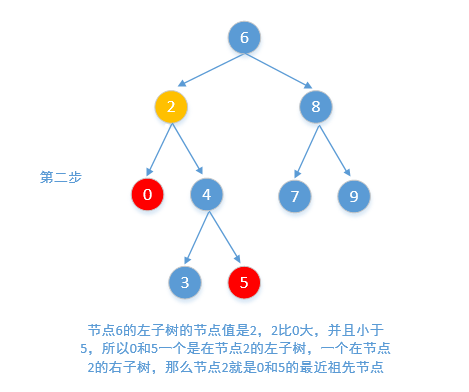 6
2
8
第二步
0
4
7
9
3
5
节点6的左子树的节点值是2，2比0大，并且小于
5，所以0和5一个是在节点2的左子树，一个在节点
2的右子树，那么节点2就是0和5的最近祖先节点